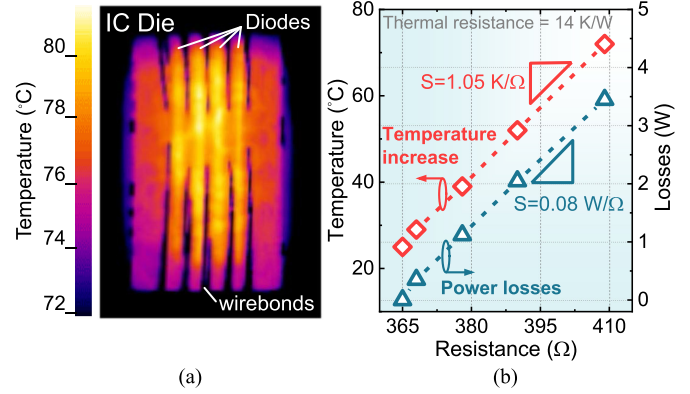 (a)
IC Die
Diodes
80
78
76
74
72
Temperature (°C)
wirebonds
(b)
Thermal resistance = 14 K/W
80
60
40
20
Temperature (°C)
5
4
3
2
1
0
Losses (W)
S=1.05 K/Ω
Temperature
increase
S=0.08 W/Ω
Power losses
365
380
395
410
Resistance (Ω)
(a)
(b)